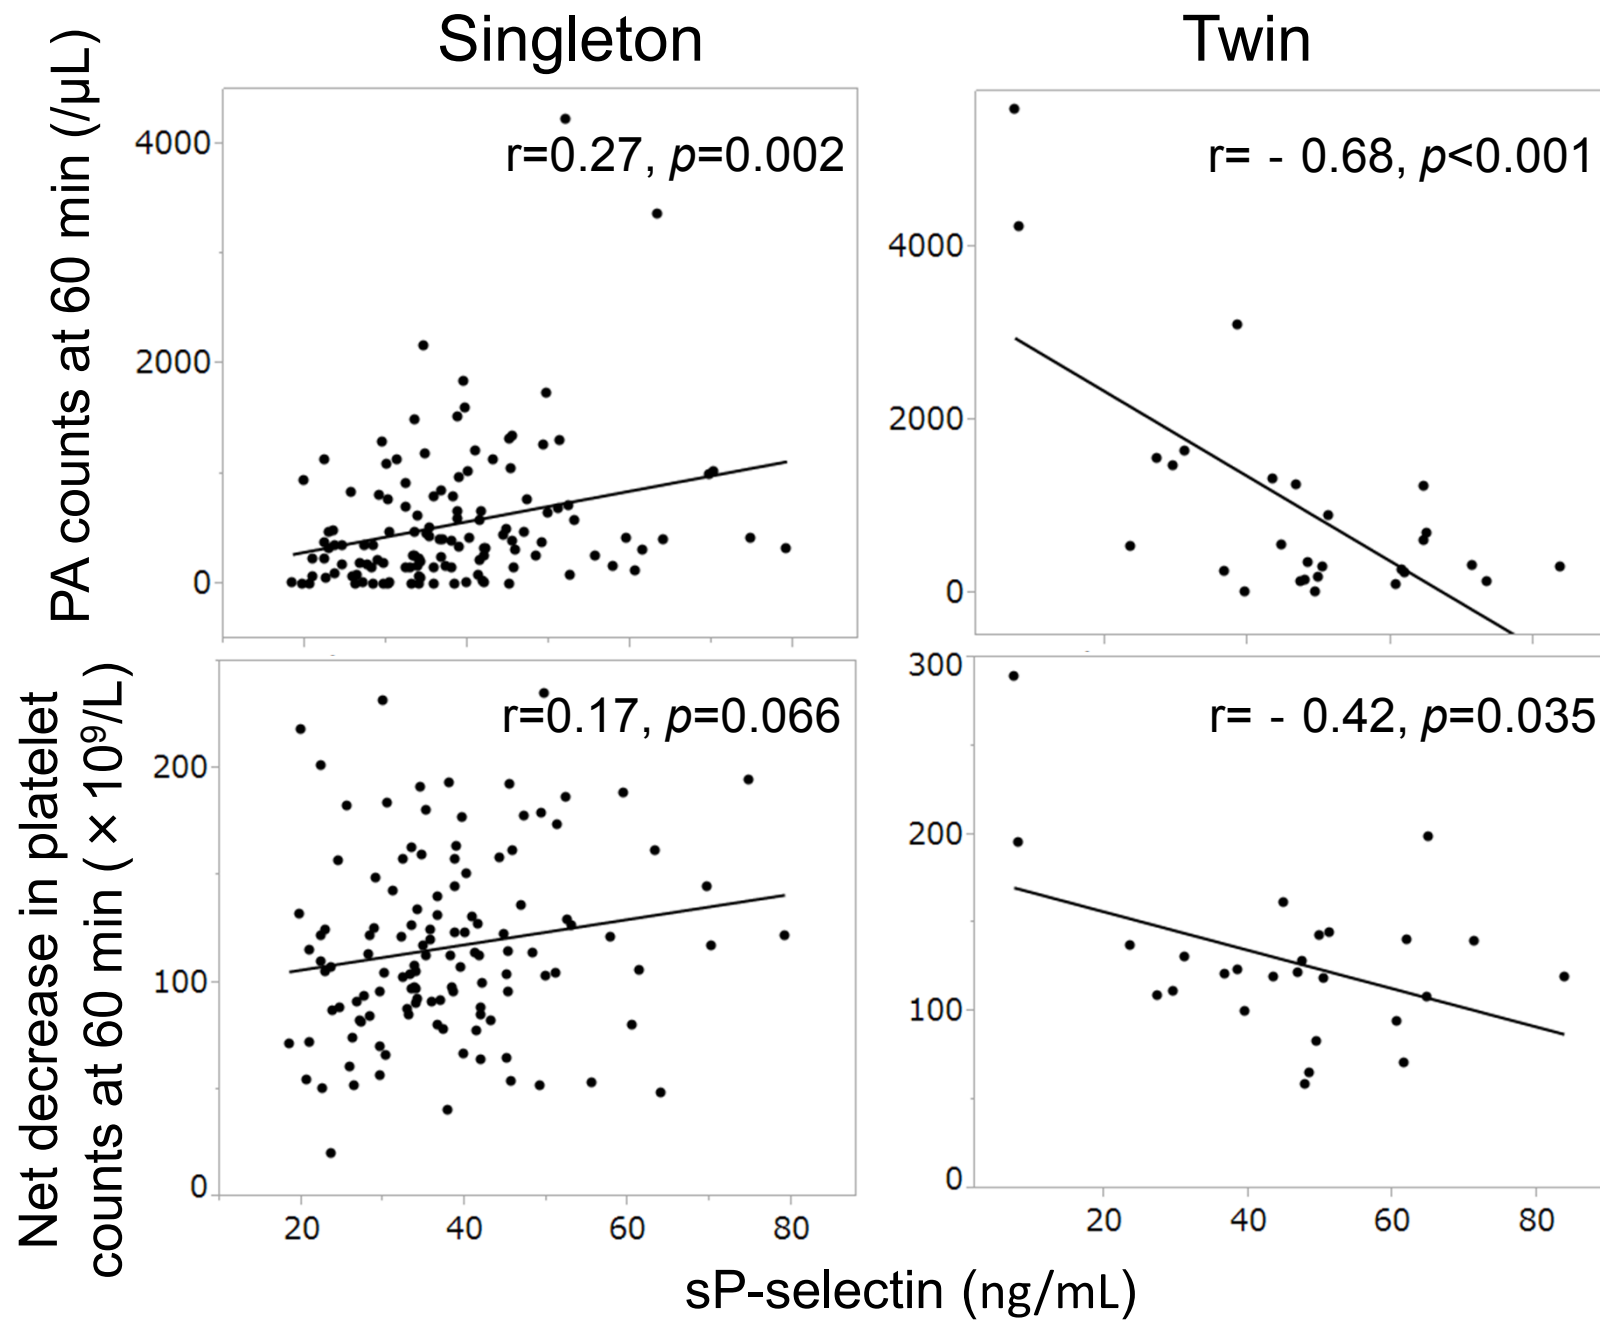 Singleton
Twin
PA counts at 60 min (/μL)
4000
2000
0
r=0.27, p=0.002
4000
2000
0
r= - 0.68, p<0.001
Net decrease in platelet
counts at 60 min (×10⁹/L)
200
100
0
r=0.17, p=0.066
20 40 60 80
300
200
100
0
r= - 0.42, p=0.035
20 40 60 80
sP-selectin (ng/mL)